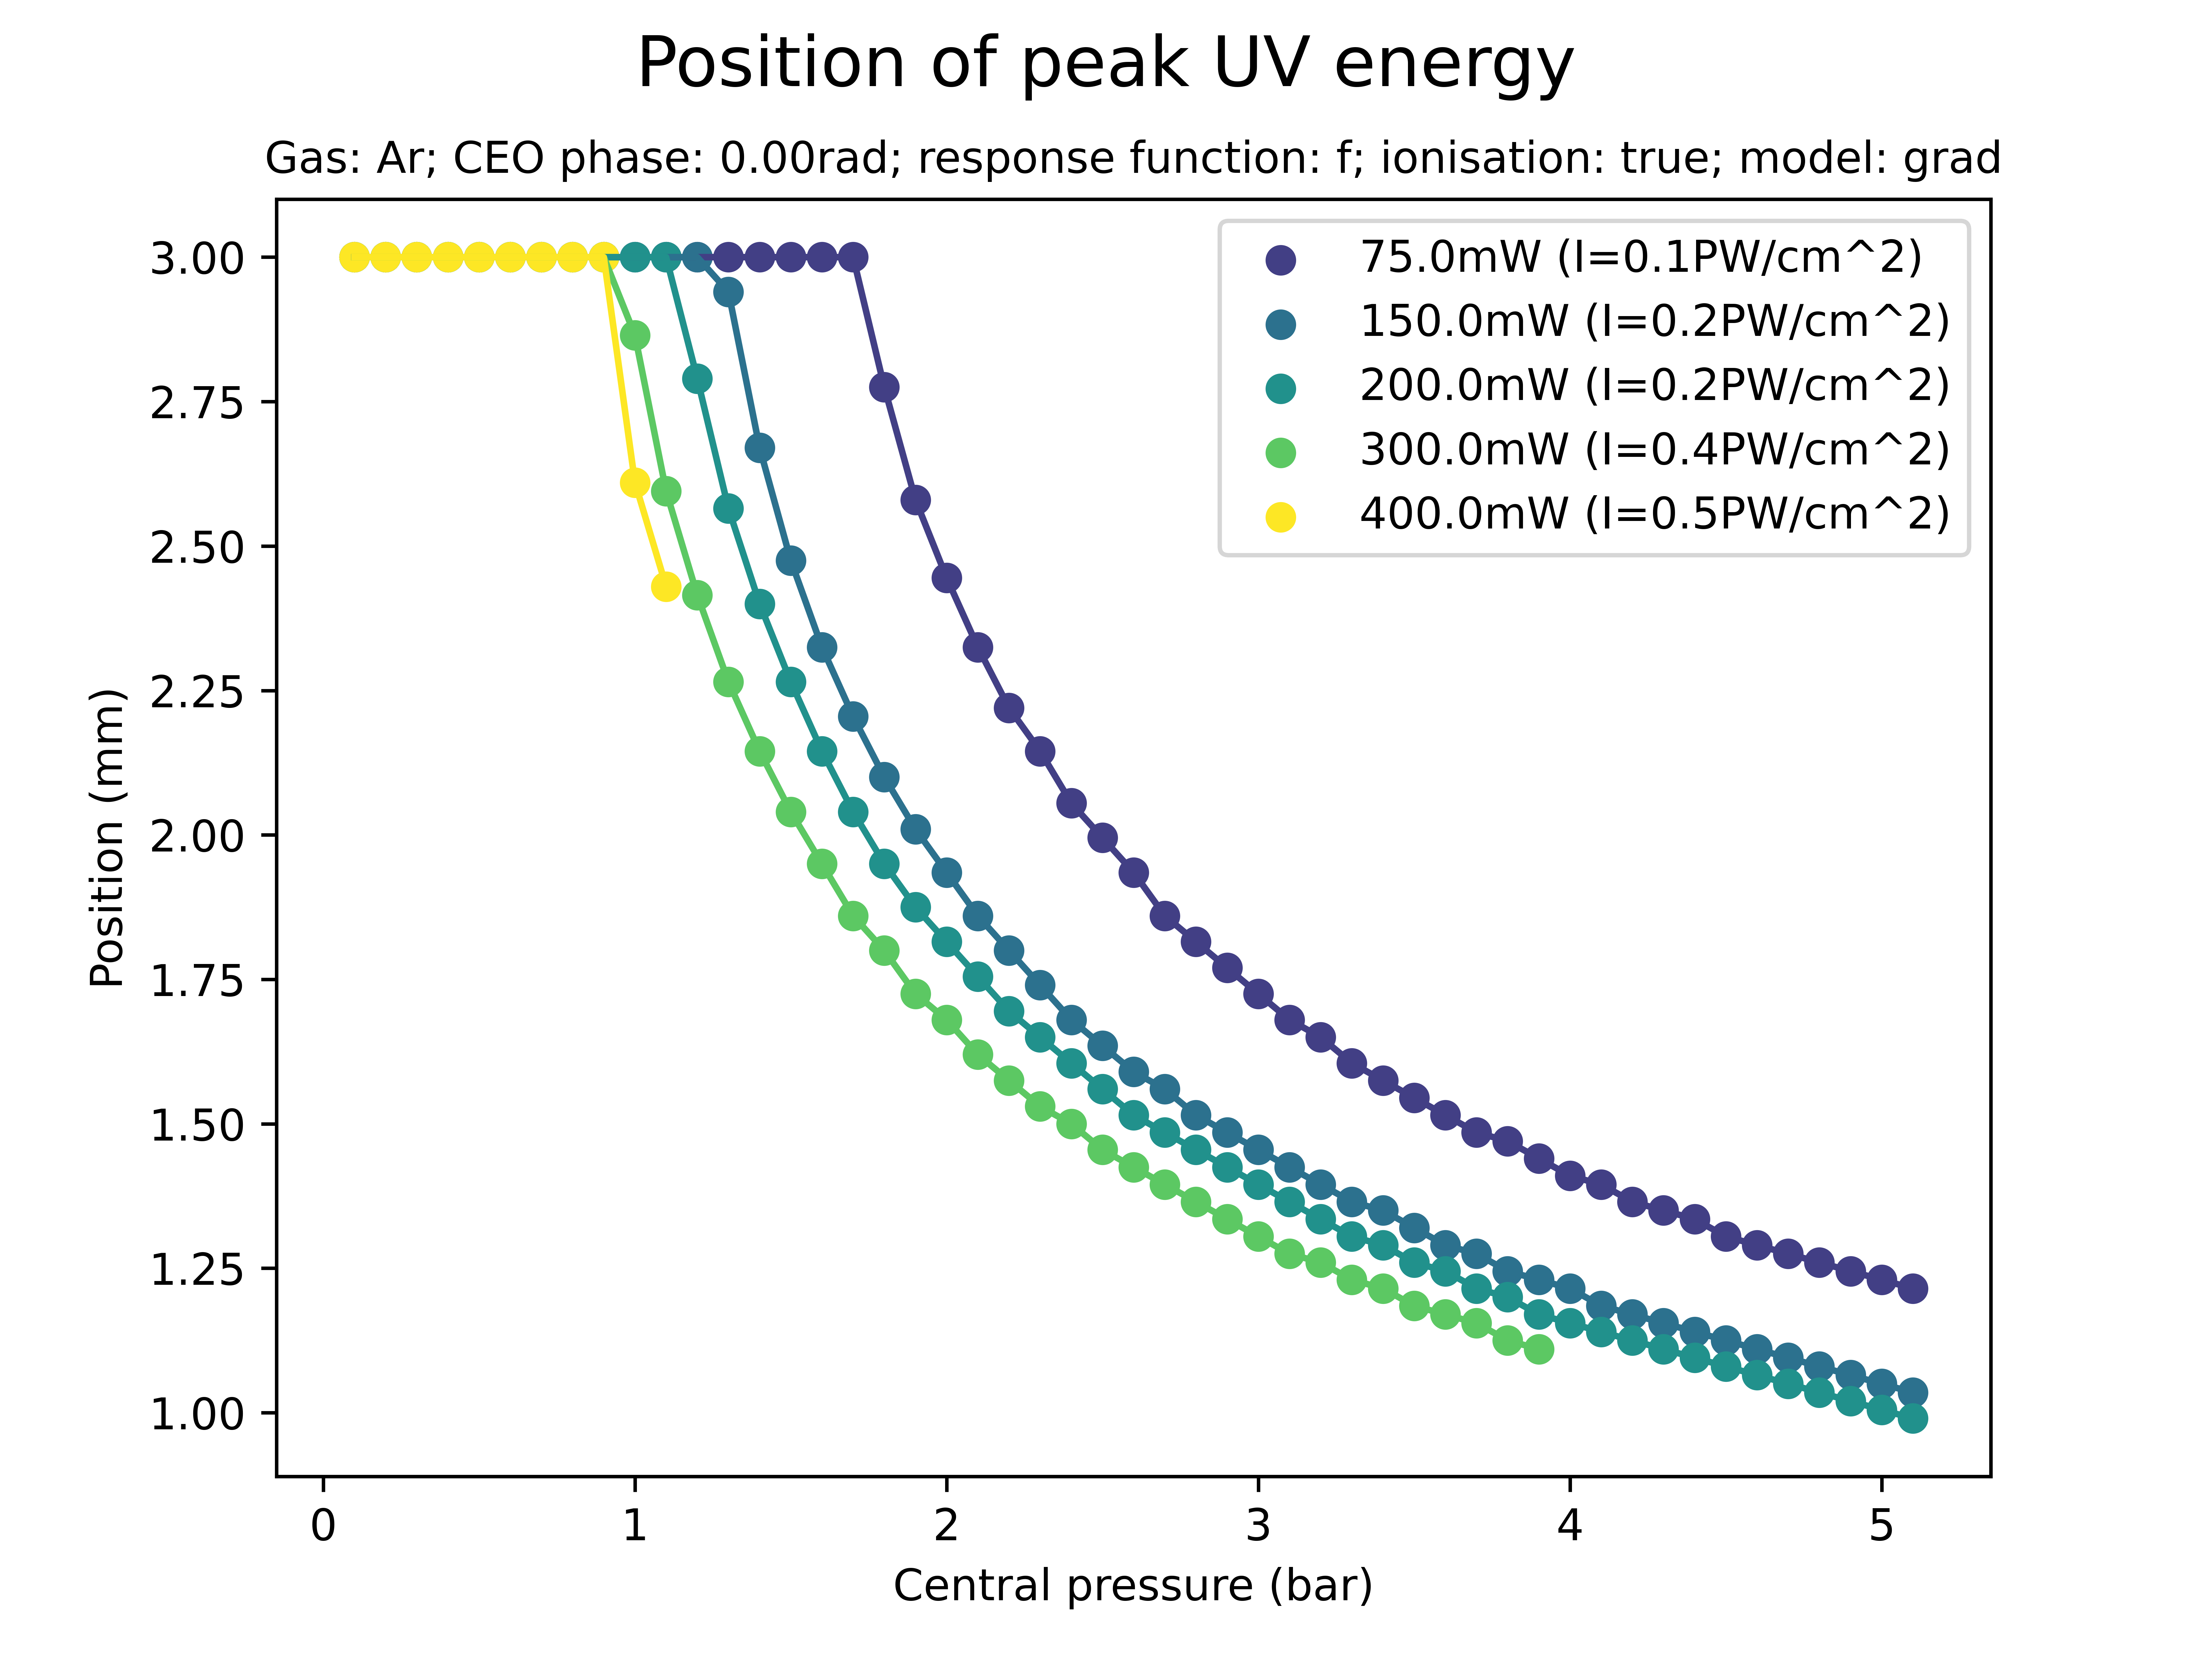 Position of peak UV energy
Gas: Ar; CEO phase: 0.00rad; response function: f; ionisation: true; model: grad
75.0mW (I=0.1PW/cm^2)
150.0mW (I=0.2PW/cm^2)
200.0mW (I=0.2PW/cm^2)
300.0mW (I=0.4PW/cm^2)
400.0mW (I=0.5PW/cm^2)
Position (mm)
3.00
2.75
2.50
2.25
2.00
1.75
1.50
1.25
1.00
0 1 2 3 4 5
Central pressure (bar)